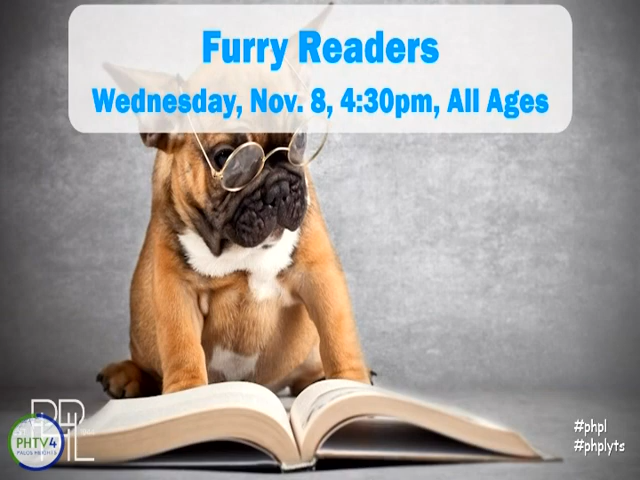 Furry Readers
Wednesday, Nov. 8, 4:30pm, All Ages
#phpl
#phplyts
PHTV4
PALOS HEIGHTS